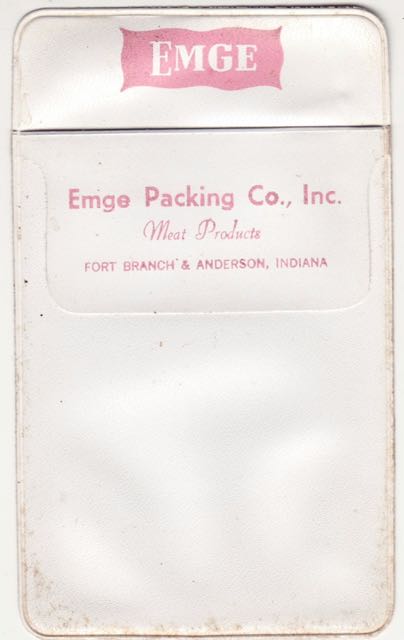 EMGE
Emge Packing Co., Inc.
Meat Products
FORT BRANCH & ANDERSON, INDIANA